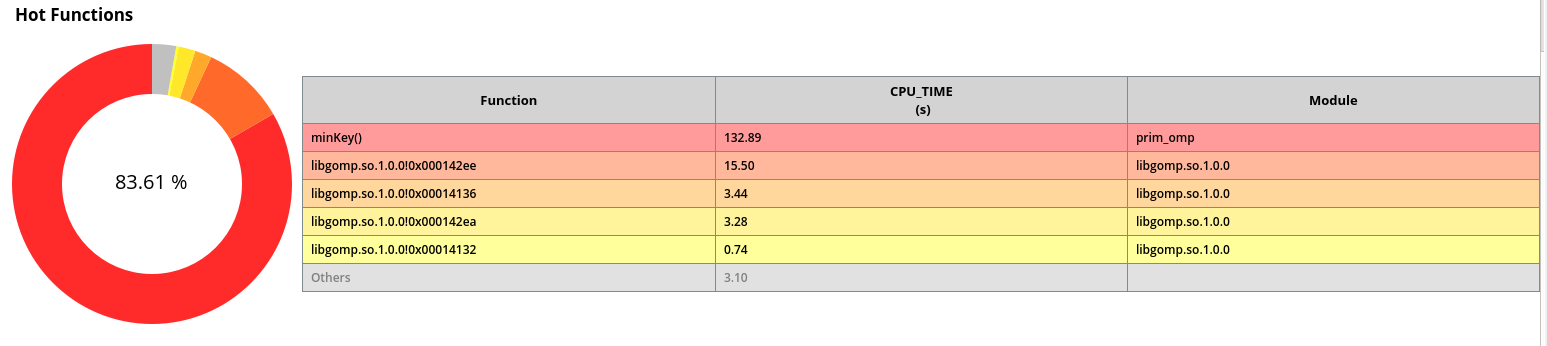 Hot Functions
83.61 %
Function CPU_TIME (s) Module
minKey() 132.89 prim_omp
libgomp.so.1.0.0!0x000142ee 15.50 libgomp.so.1.0.0
libgomp.so.1.0.0!0x00014136 3.44 libgomp.so.1.0.0
libgomp.so.1.0.0!0x000142ea 3.28 libgomp.so.1.0.0
libgomp.so.1.0.0!0x00014132 0.74 libgomp.so.1.0.0
Others 3.10